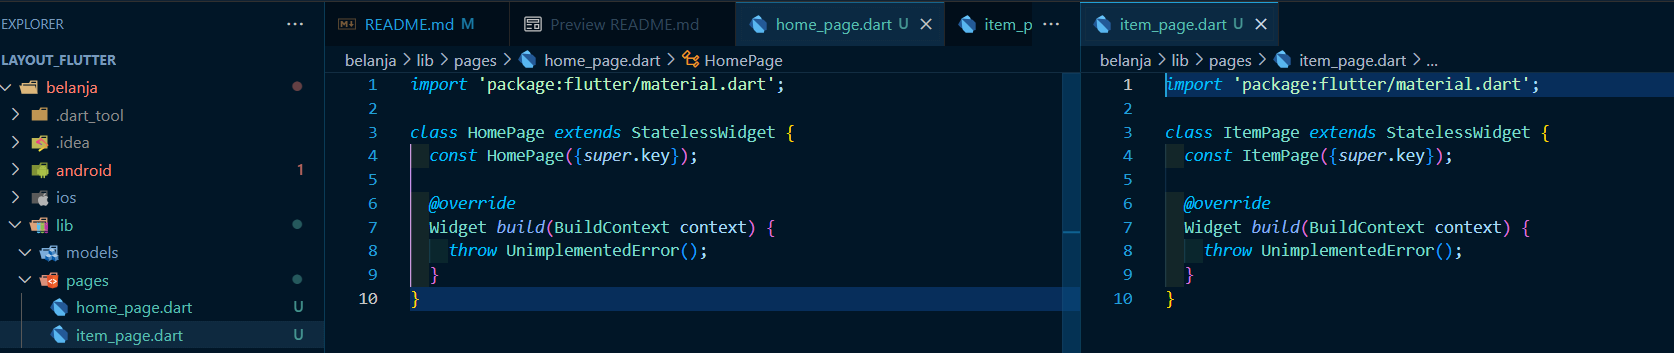 EXPLORER
LAYOUT_FLUTTER
belanja
.dart_tool
.idea
android 1
ios
lib
models
pages
home_page.dart U
item_page.dart U
README.md M
Preview README.md
home_page.dart U
item_p
belanja > lib > pages > home_page.dart > HomePage
1 import 'package:flutter/material.dart';
2
3 class HomePage extends StatelessWidget {
4 const HomePage({super.key});
5
6 @override
7 Widget build(BuildContext context) {
8 throw UnimplementedError();
9 }
10 }
item_page.dart U
belanja > lib > pages > item_page.dart > ...
1 import 'package:flutter/material.dart';
2
3 class ItemPage extends StatelessWidget {
4 const ItemPage({super.key});
5
6 @override
7 Widget build(BuildContext context) {
8 throw UnimplementedError();
9 }
10 }